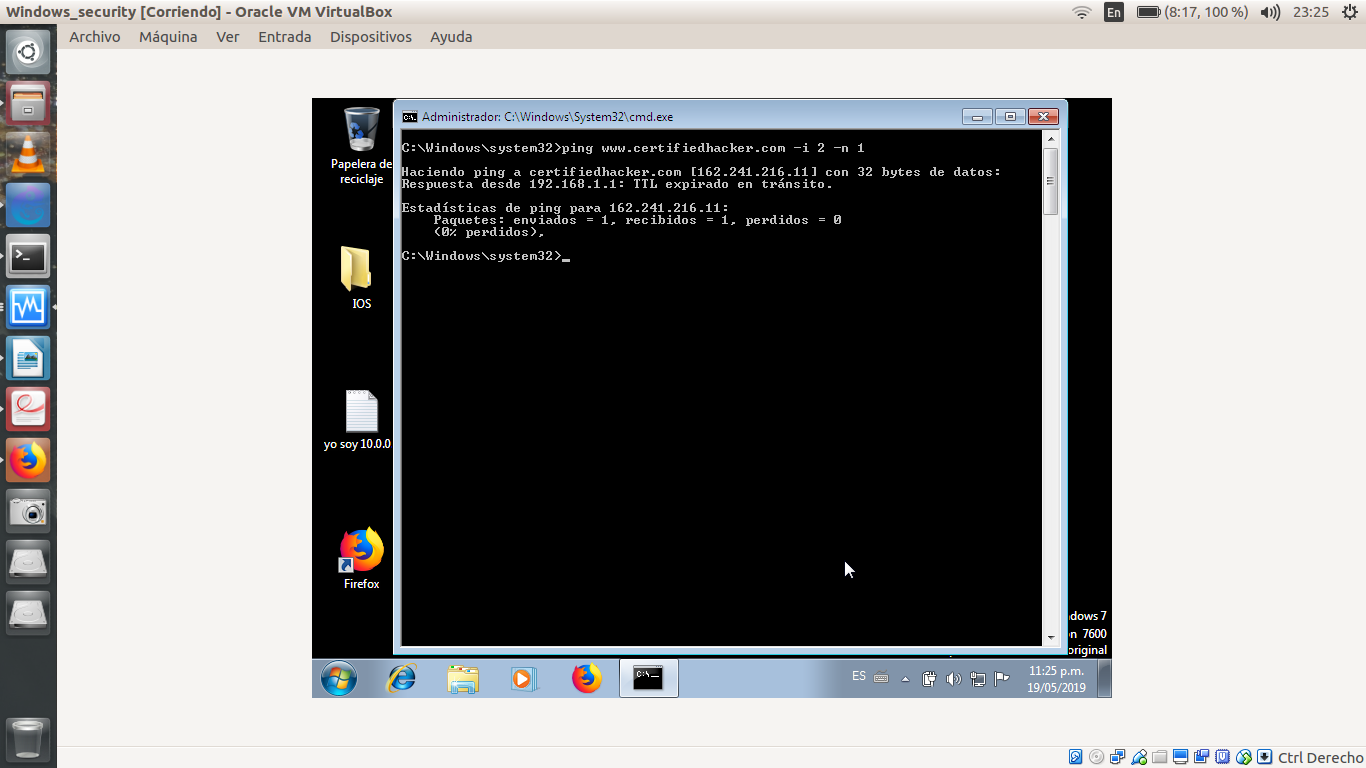 Windows_security [Corriendo] - Oracle VM VirtualBox
En
(8:17, 100 %)
23:25
Archivo Máquina Ver Entrada Dispositivos Ayuda
Papelera de
reciclaje
IOS
yo soy 10.0.0
Firefox
Administrador: C:\Windows\System32\cmd.exe
C:\Windows\system32>ping www.certifiedhacker.com -i 2 -n 1
Haciendo ping a certifiedhacker.com [162.241.216.11] con 32 bytes de datos:
Respuesta desde 192.168.1.1: TTL expirado en tránsito.
Estadísticas de ping para 162.241.216.11:
Paquetes: enviados = 1, recibidos = 1, perdidos = 0
(0% perdidos),
C:\Windows\system32>_
dows 7
n 7600
original
ES
11:25 p.m.
19/05/2019
Ctrl Derecho